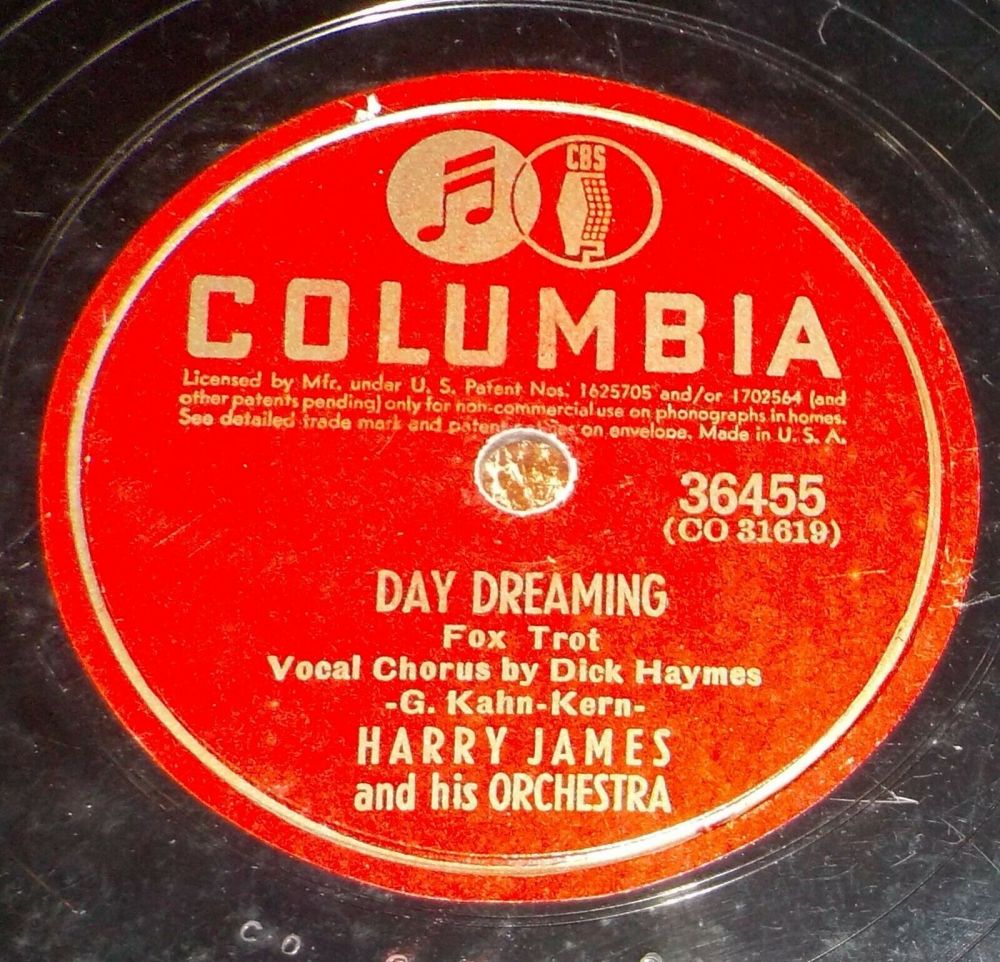 CBS
COLUMBIA
Licensed by Mfr. under U. S. Patent Nos. 1625705 and/or 1702564 (and
other patents pending) only for non-commercial use on phonographs in homes.
See detailed trade mark and patent on envelope. Made in U. S. A.
36455
(CO 31619)
DAY DREAMING
Fox Trot
Vocal Chorus by Dick Haymes
-G. Kahn-Kern-
HARRY JAMES
and his ORCHESTRA
C O